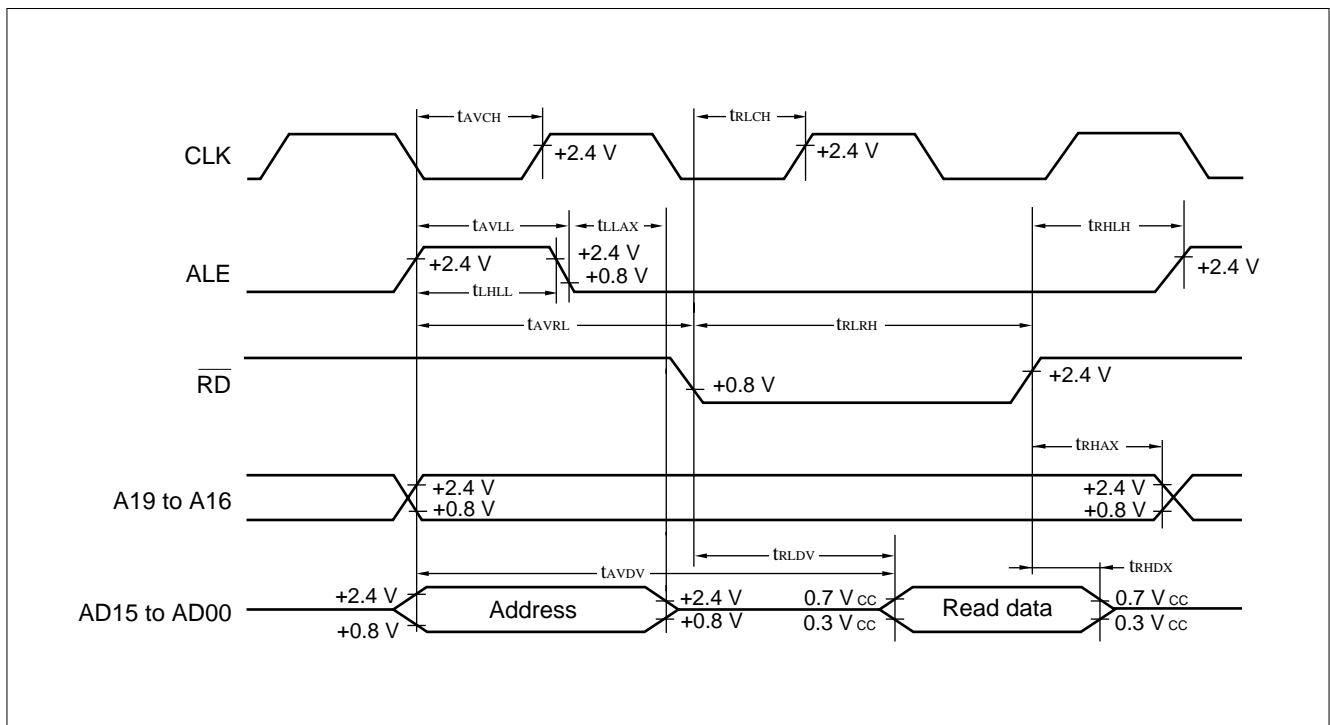 tAVCH
tRLCH
CLK
+2.4 V
+2.4 V
tAVLL
tLLAX
tRHLH
ALE
+2.4 V
+2.4 V
+0.8 V
+2.4 V
tLHLL
tAVRL
tRLRH
RD
+0.8 V
+2.4 V
tRHAX
A19 to A16
+2.4 V
+0.8 V
+2.4 V
+0.8 V
tRLDV
tAVDV
tRHDX
AD15 to AD00
+2.4 V
+0.8 V
Address
+2.4 V
+0.8 V
0.7 VCC
0.3 VCC
Read data
0.7 VCC
0.3 VCC